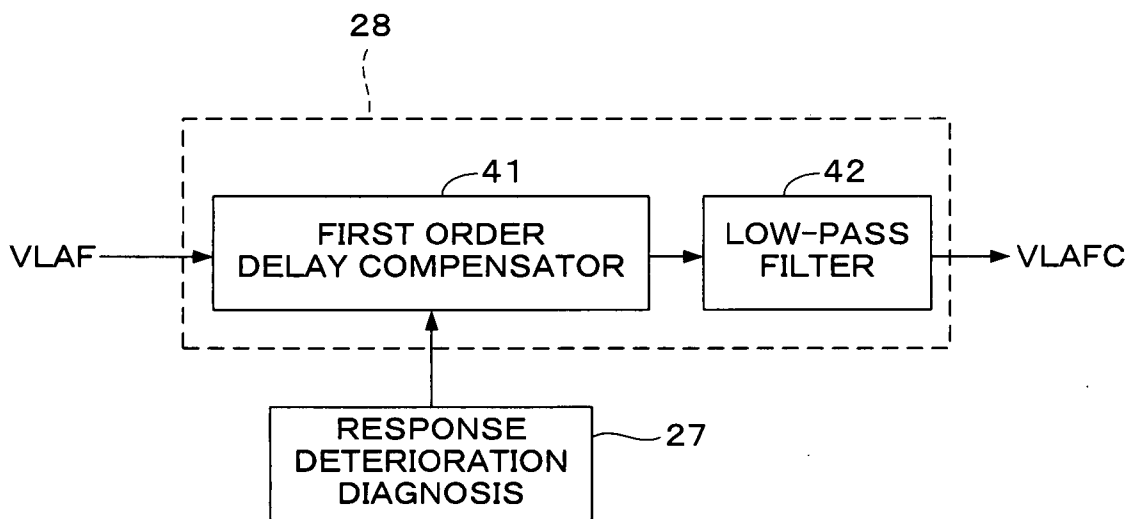 28
41
42
FIRST ORDER
DELAY COMPENSATOR
LOW-PASS
FILTER
VLAF
VLAFC
RESPONSE
DETERIORATION
DIAGNOSIS
27